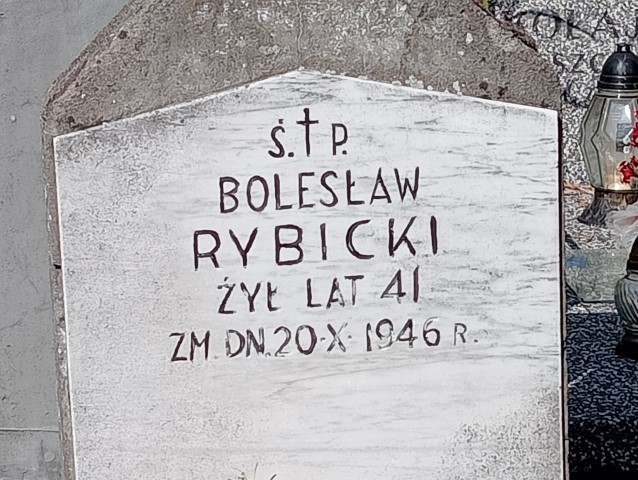 Ś.†P.
BOLESŁAW
RYBICKI
ŻYŁ LAT 41
ZM. DN. 20·X·1946 R.